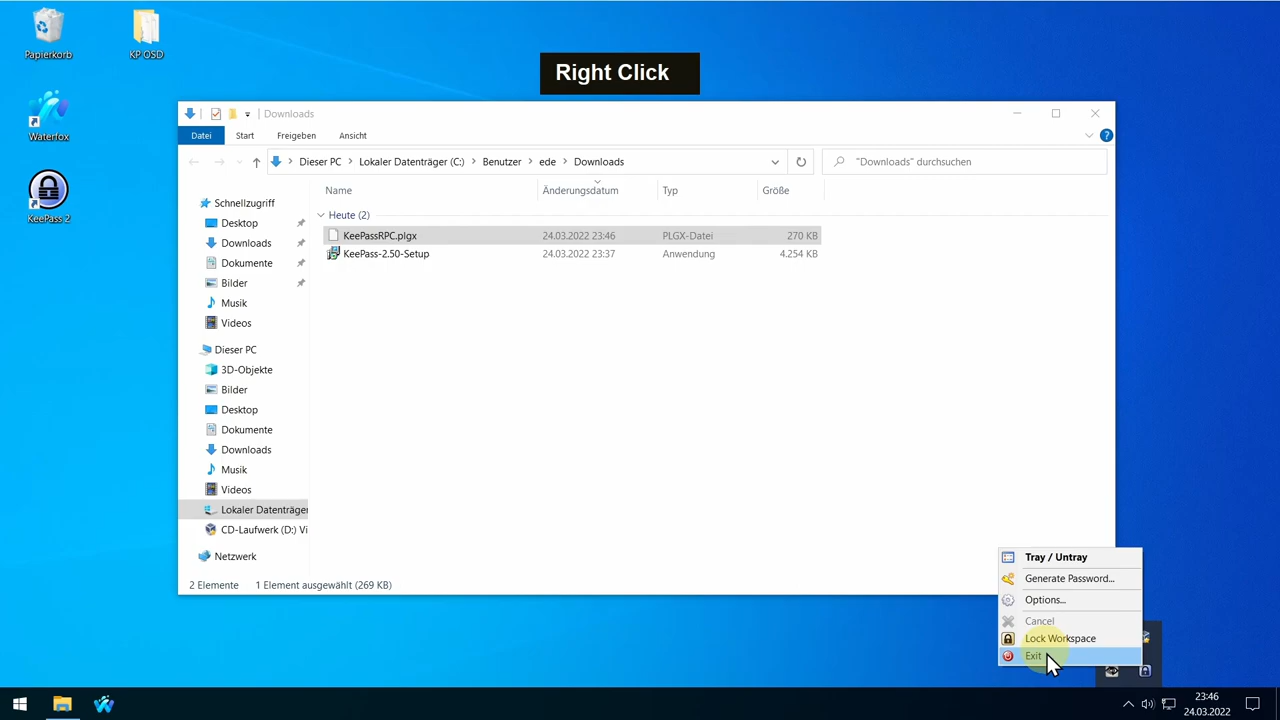 Papierkorb
KP OSD
Waterfox
KeePass 2
Right Click
Downloads
Datei Start Freigeben Ansicht
Dieser PC Lokaler Datenträger (C:) Benutzer ede Downloads
"Downloads" durchsuchen
Name Änderungsdatum Typ Größe
Heute (2)
KeePassRPC.plgx 24.03.2022 23:46 PLGX-Datei 270 KB
KeePass-2.50-Setup 24.03.2022 23:37 Anwendung 4.254 KB
Schnellzugriff
Desktop
Downloads
Dokumente
Bilder
Musik
Videos
Dieser PC
3D-Objekte
Bilder
Desktop
Dokumente
Downloads
Musik
Videos
Lokaler Datenträger
CD-Laufwerk (D:) Vi
Netzwerk
2 Elemente 1 Element ausgewählt (269 KB)
Tray / Untray
Generate Password...
Options...
Cancel
Lock Workspace
Exit
23:46
24.03.2022